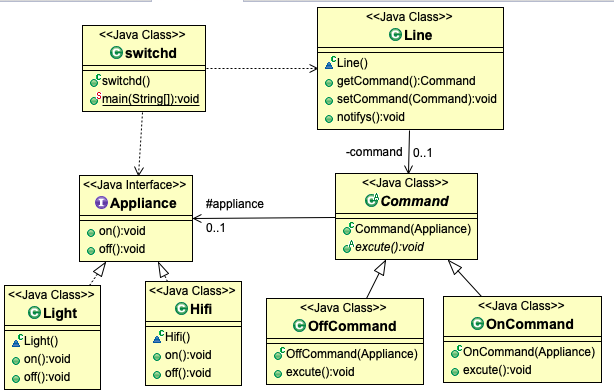 <<Java Class>>
switchd
switchd()
main(String[]):void
<<Java Class>>
Line
Line()
getCommand():Command
setCommand(Command):void
notifys():void
-command
0..1
<<Java Interface>>
Appliance
on():void
off():void
#appliance
0..1
<<Java Class>>
Command
Command(Appliance)
excute():void
<<Java Class>>
Light
Light()
on():void
off():void
<<Java Class>>
Hifi
Hifi()
on():void
off():void
<<Java Class>>
OffCommand
OffCommand(Appliance)
excute():void
<<Java Class>>
OnCommand
OnCommand(Appliance)
excute():void